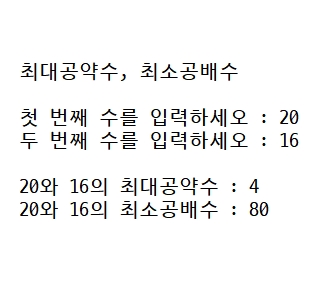 최대공약수, 최소공배수
첫 번째 수를 입력하세오 : 20
두 번째 수를 입력하세오 : 16
20와 16의 최대공약수 : 4
20와 16의 최소공배수 : 80